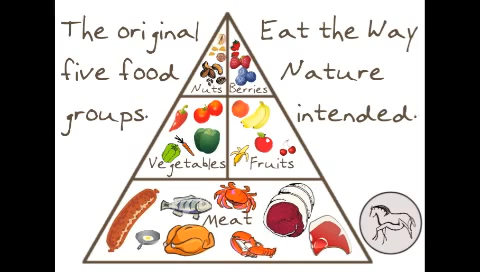 The original
five food
groups.
Eat the Way
Nature
intended.
Nuts Berries
Vegetables Fruits
Meat